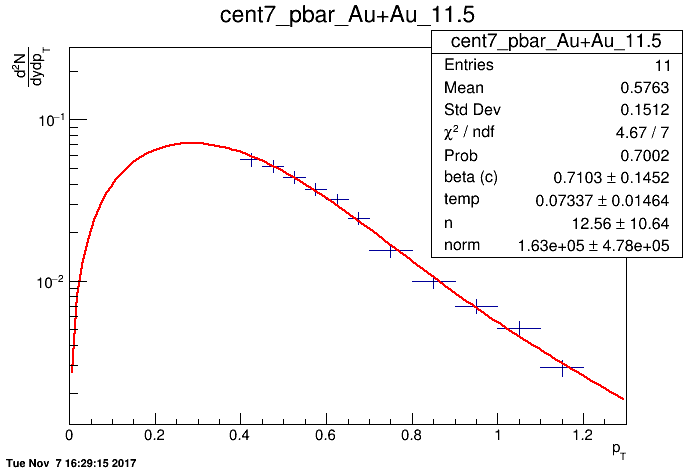 cent7_pbar_Au+Au_11.5
d²N
dydp_T
cent7_pbar_Au+Au_11.5
Entries 11
Mean 0.5763
Std Dev 0.1512
χ² / ndf 4.67 / 7
Prob 0.7002
beta (c) 0.7103 ± 0.1452
temp 0.07337 ± 0.01464
n 12.56 ± 10.64
norm 1.63e+05 ± 4.78e+05
10⁻¹
10⁻²
0 0.2 0.4 0.6 0.8 1 1.2
p_T
Tue Nov 7 16:29:15 2017